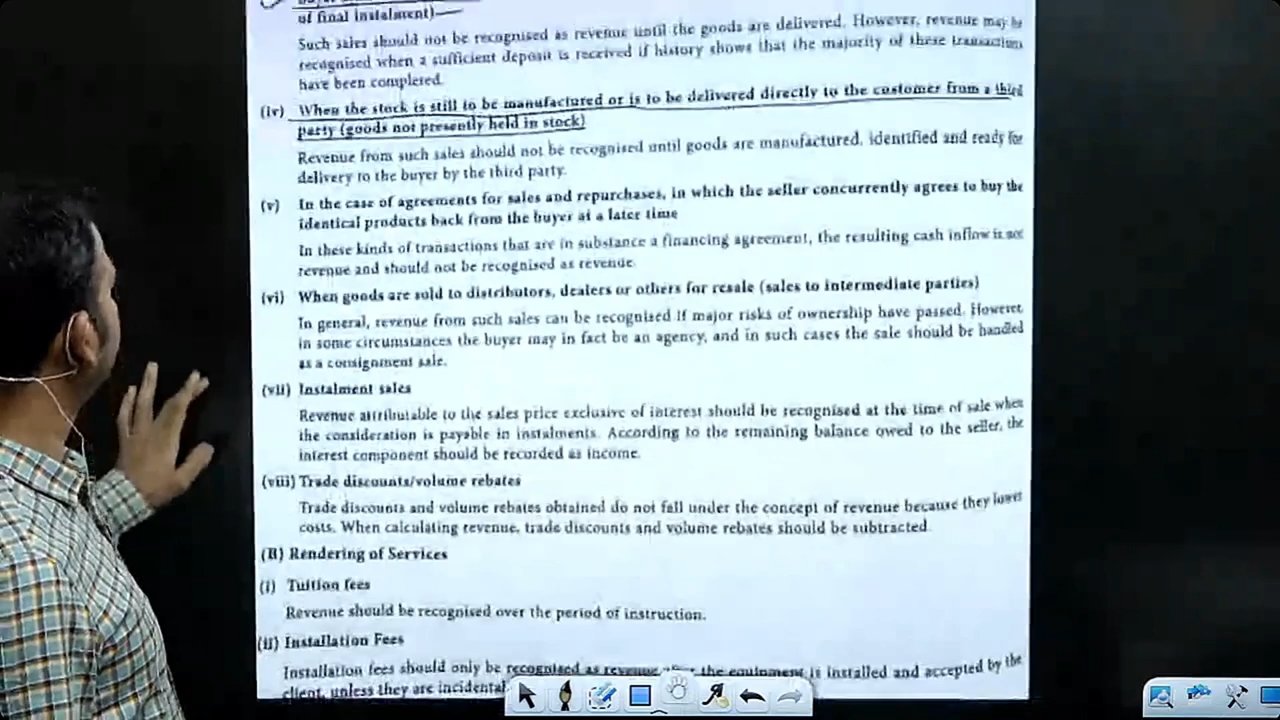 of final instalment)
Such sales should not be recognised as revenue until the goods are delivered. However, revenue may be
recognised when a sufficient deposit is received if history shows that the majority of these transactions
have been completed.
(iv) When the stock is still to be manufactured or is to be delivered directly to the customer from a third
party (goods not presently held in stock)
Revenue from such sales should not be recognised until goods are manufactured, identified and ready for
delivery to the buyer by the third party.
(v) In the case of agreements for sales and repurchases, in which the seller concurrently agrees to buy the
identical products back from the buyer at a later time
In these kinds of transactions that are in substance a financing agreement, the resulting cash inflow is not
revenue and should not be recognised as revenue.
(vi) When goods are sold to distributors, dealers or others for resale (sales to intermediate parties)
In general, revenue from such sales can be recognised if major risks of ownership have passed. However,
in some circumstances the buyer may in fact be an agency, and in such cases the sale should be handled
as a consignment sale.
(vii) Instalment sales
Revenue attributable to the sales price exclusive of interest should be recognised at the time of sale when
the consideration is payable in instalments. According to the remaining balance owed to the seller, the
interest component should be recorded as income.
(viii) Trade discounts/volume rebates
Trade discounts and volume rebates obtained do not fall under the concept of revenue because they lower
costs. When calculating revenue, trade discounts and volume rebates should be subtracted.
(B) Rendering of Services
(i) Tuition fees
Revenue should be recognised over the period of instruction.
(ii) Installation Fees
Installation fees should only be recognised as revenue after the equipment is installed and accepted by the
client, unless they are incidental